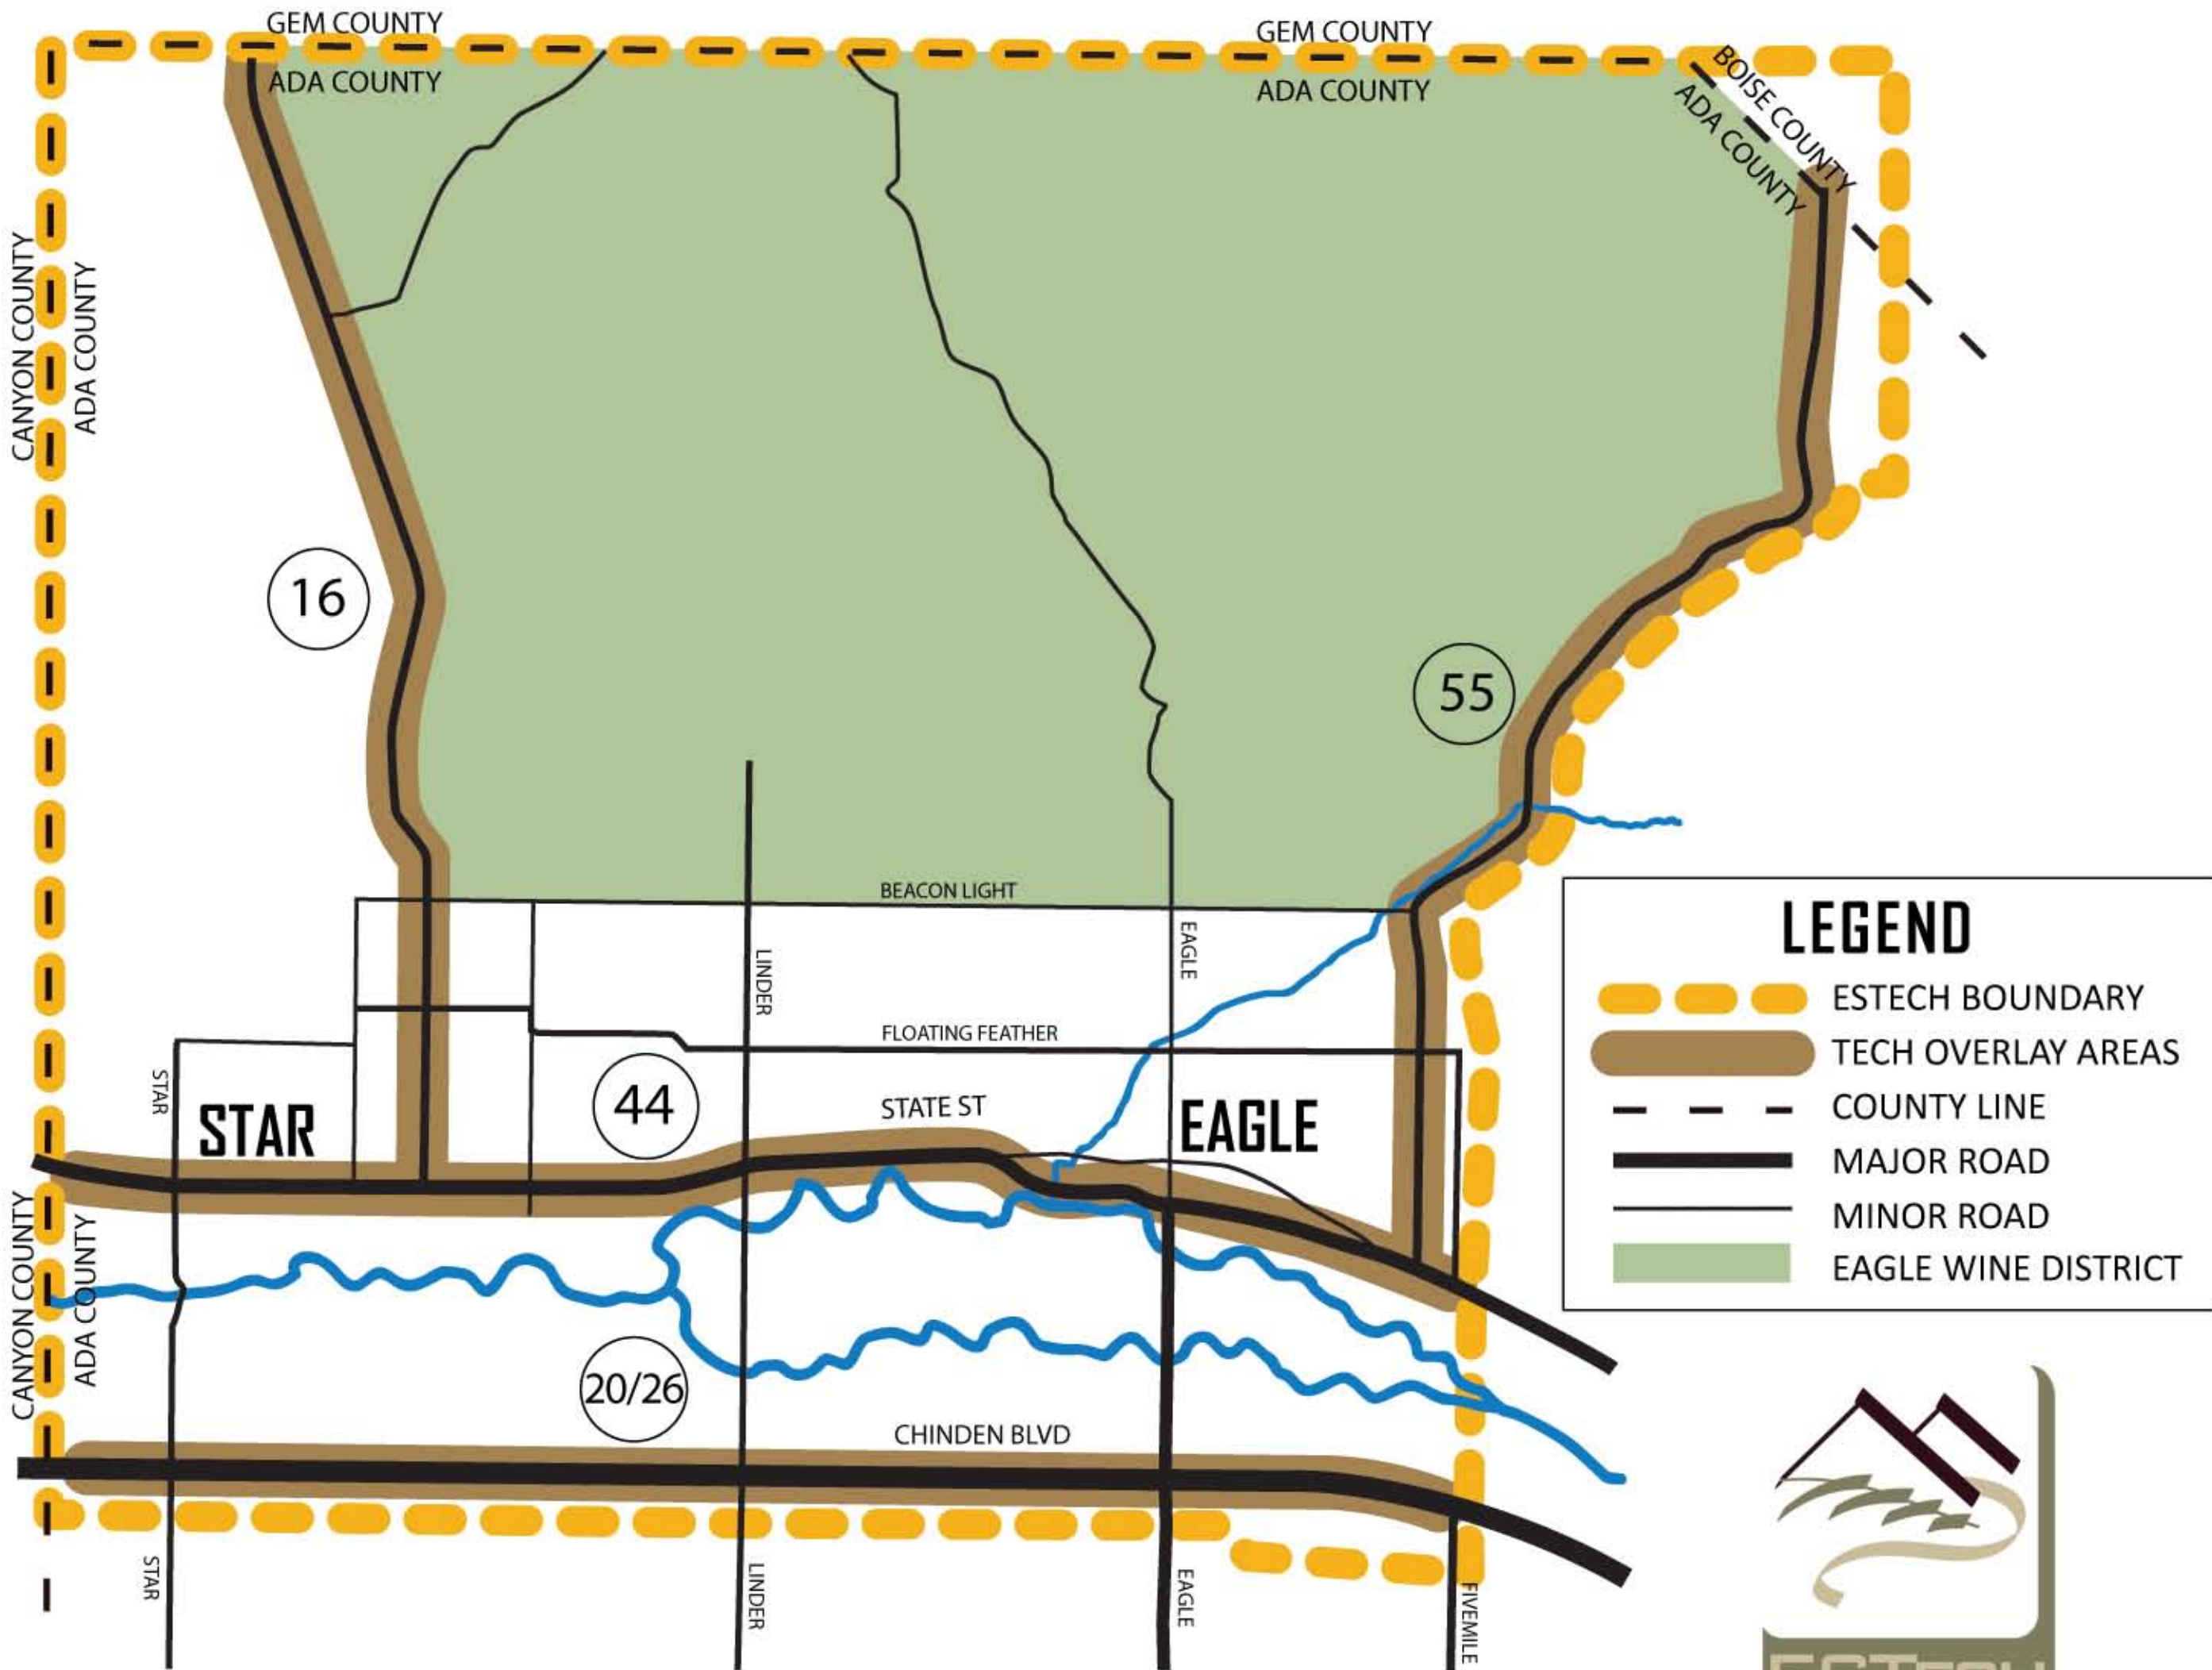 GEM COUNTY
GEM COUNTY
ADA COUNTY
ADA COUNTY
BOISE COUNTY
ADA COUNTY
CANYON COUNTY
ADA COUNTY
16
55
BEACON LIGHT
EAGLE
LINDER
FLOATING FEATHER
STAR
STAR
44
STATE ST
EAGLE
CANYON COUNTY
ADA COUNTY
20/26
CHINDEN BLVD
STAR
LINDER
EAGLE
FIVEMILE
LEGEND
ESTECH BOUNDARY
TECH OVERLAY AREAS
COUNTY LINE
MAJOR ROAD
MINOR ROAD
EAGLE WINE DISTRICT
ESTECH